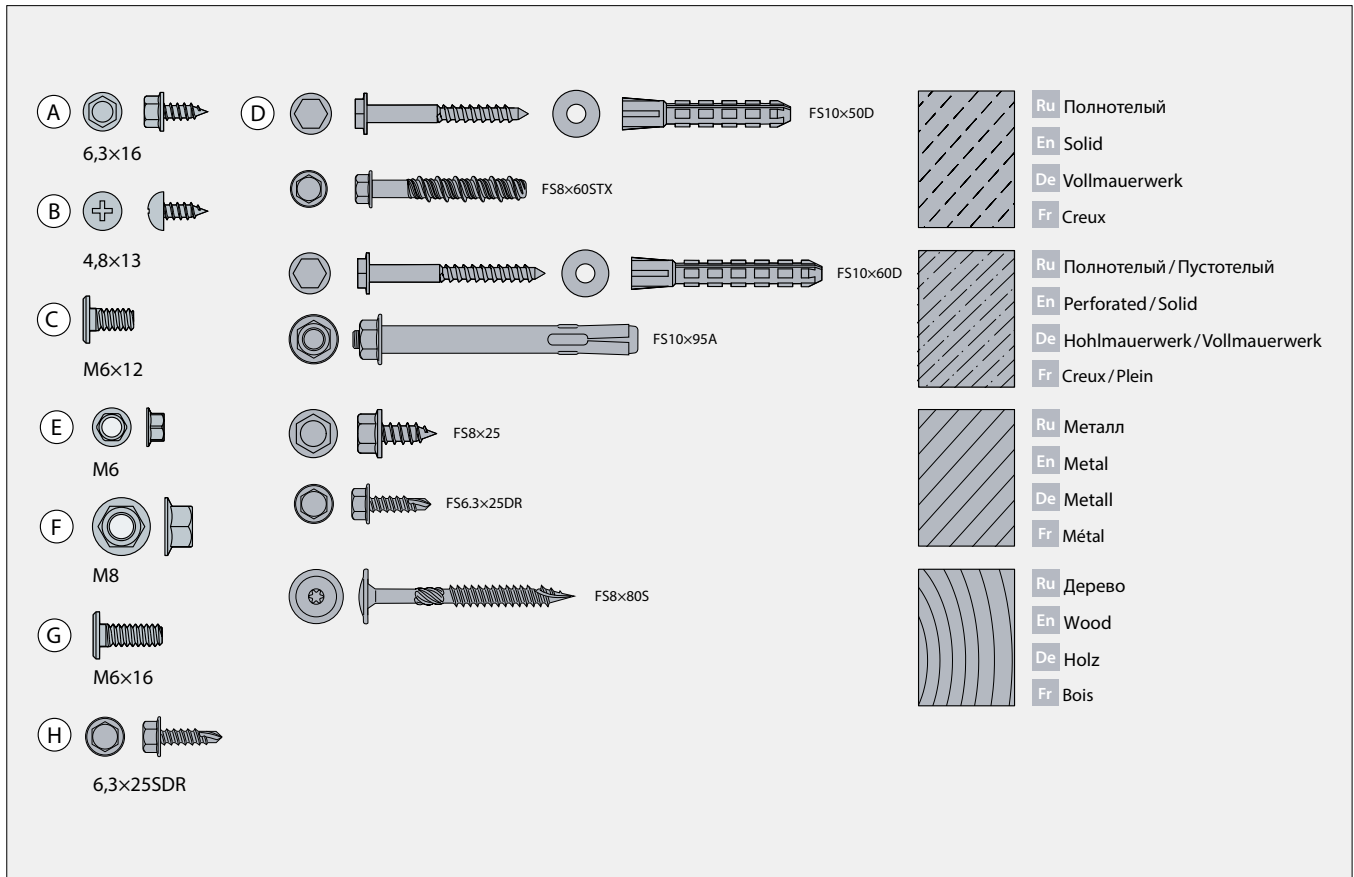 A
6,3×16
B
4,8×13
C
M6×12
E
M6
F
M8
G
M6×16
H
6,3×25SDR
D
FS10×50D
FS8×60STX
FS10×60D
FS10×95A
FS8×25
FS6.3×25DR
FS8×80S
Ru Полнотелый
En Solid
De Vollmauerwerk
Fr Creux
Ru Полнотелый / Пустотелый
En Perforated / Solid
De Hohlmauerwerk / Vollmauerwerk
Fr Creux / Plein
Ru Металл
En Metal
De Metall
Fr Métal
Ru Дерево
En Wood
De Holz
Fr Bois